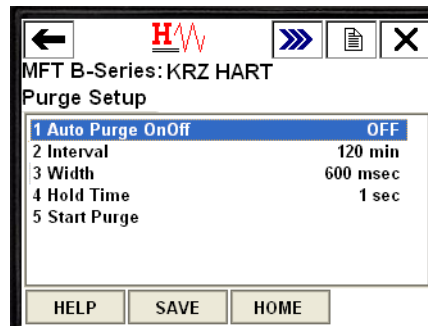 H
MFT B-Series: KRZ HART
Purge Setup
1 Auto Purge OnOff OFF
2 Interval 120 min
3 Width 600 msec
4 Hold Time 1 sec
5 Start Purge
HELP SAVE HOME